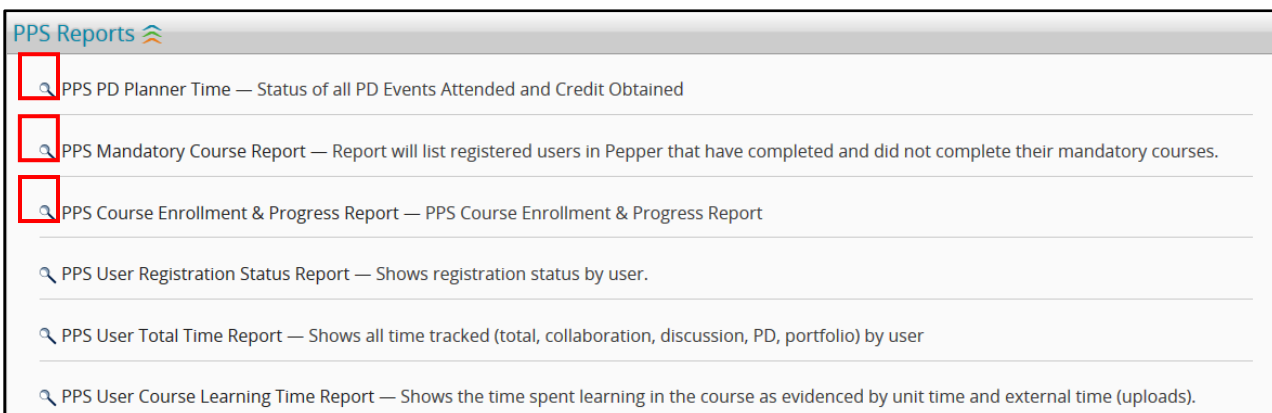 PPS Reports
PPS PD Planner Time — Status of all PD Events Attended and Credit Obtained
PPS Mandatory Course Report — Report will list registered users in Pepper that have completed and did not complete their mandatory courses.
PPS Course Enrollment & Progress Report — PPS Course Enrollment & Progress Report
PPS User Registration Status Report — Shows registration status by user.
PPS User Total Time Report — Shows all time tracked (total, collaboration, discussion, PD, portfolio) by user
PPS User Course Learning Time Report — Shows the time spent learning in the course as evidenced by unit time and external time (uploads).